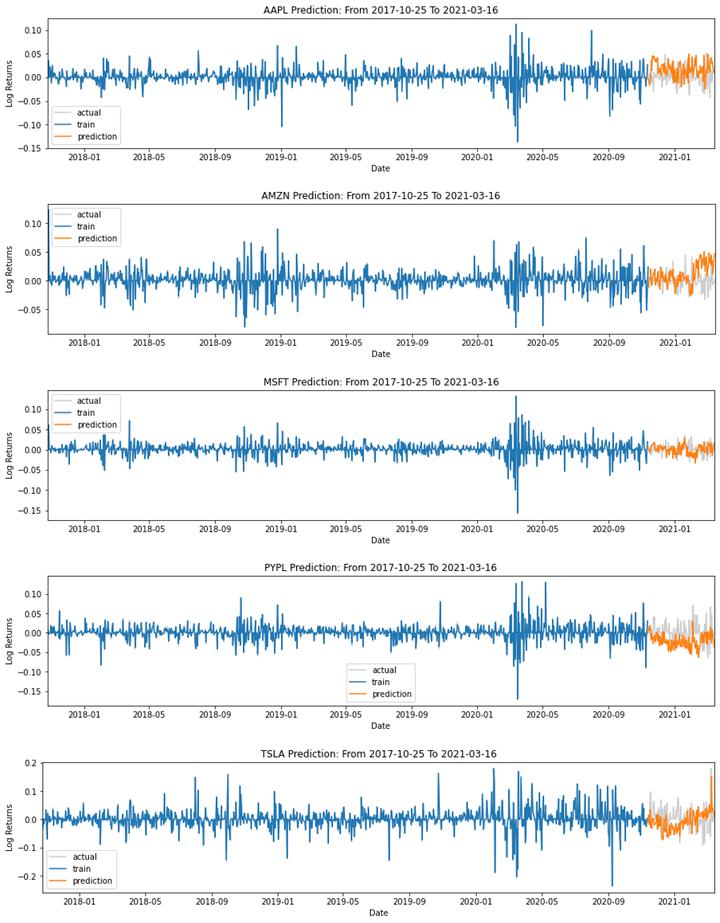 AAPL Prediction: From 2017-10-25 To 2021-03-16
0.10
0.05
0.00
−0.05
−0.10
−0.15
Log Returns
actual
train
prediction
2018-01 2018-05 2018-09 2019-01 2019-05 2019-09 2020-01 2020-05 2020-09 2021-01
Date
AMZN Prediction: From 2017-10-25 To 2021-03-16
0.10
0.05
0.00
−0.05
Log Returns
actual
train
prediction
2018-01 2018-05 2018-09 2019-01 2019-05 2019-09 2020-01 2020-05 2020-09 2021-01
Date
MSFT Prediction: From 2017-10-25 To 2021-03-16
0.10
0.05
0.00
−0.05
−0.10
−0.15
Log Returns
actual
train
prediction
2018-01 2018-05 2018-09 2019-01 2019-05 2019-09 2020-01 2020-05 2020-09 2021-01
Date
PYPL Prediction: From 2017-10-25 To 2021-03-16
0.10
0.05
0.00
−0.05
−0.10
−0.15
Log Returns
actual
train
prediction
2018-01 2018-05 2018-09 2019-01 2019-05 2019-09 2020-01 2020-05 2020-09 2021-01
Date
TSLA Prediction: From 2017-10-25 To 2021-03-16
0.2
0.1
0.0
−0.1
−0.2
Log Returns
actual
train
prediction
2018-01 2018-05 2018-09 2019-01 2019-05 2019-09 2020-01 2020-05 2020-09 2021-01
Date